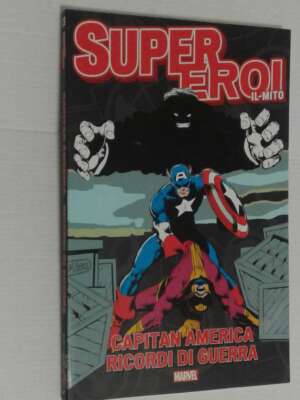 SUPER
EROI
IL MITO
CAPITAN AMERICA
RICORDI DI GUERRA
MARVEL